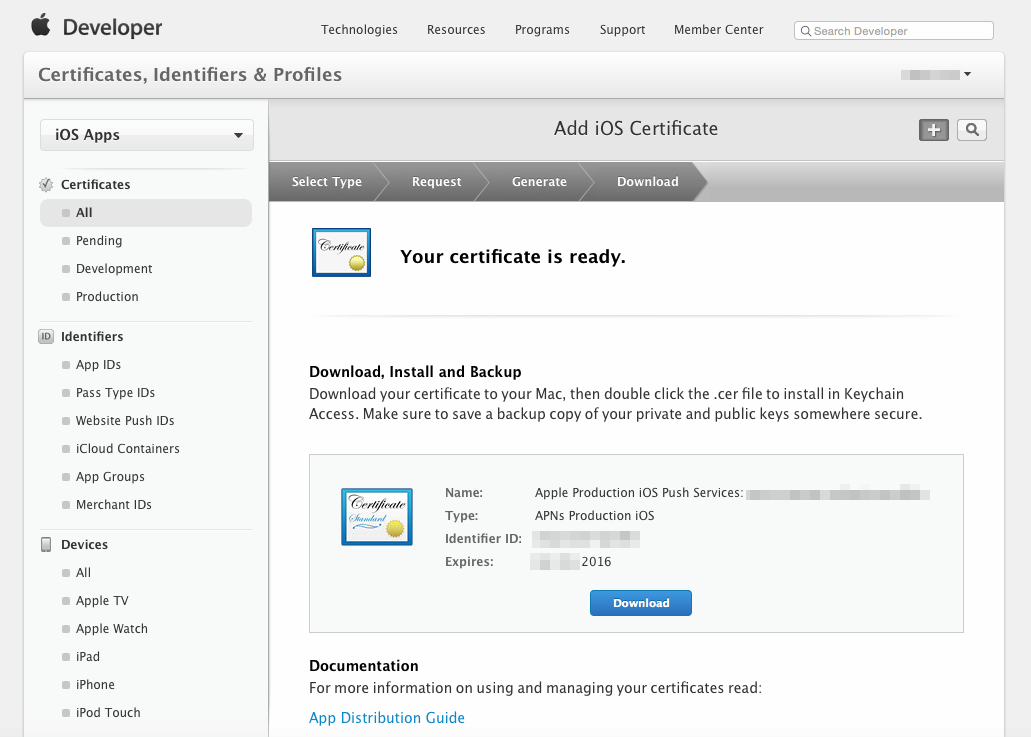 Developer
Technologies Resources Programs Support Member Center
Search Developer
Certificates, Identifiers & Profiles
iOS Apps
Certificates
All
Pending
Development
Production
ID Identifiers
App IDs
Pass Type IDs
Website Push IDs
iCloud Containers
App Groups
Merchant IDs
Devices
All
Apple TV
Apple Watch
iPad
iPhone
iPod Touch
Add iOS Certificate
Select Type Request Generate Download
Certificate
Your certificate is ready.
Download, Install and Backup
Download your certificate to your Mac, then double click the .cer file to install in Keychain
Access. Make sure to save a backup copy of your private and public keys somewhere secure.
Certificate
Standard
Name: Apple Production iOS Push Services:
Type: APNs Production iOS
Identifier ID:
Expires: 2016
Download
Documentation
For more information on using and managing your certificates read:
App Distribution Guide